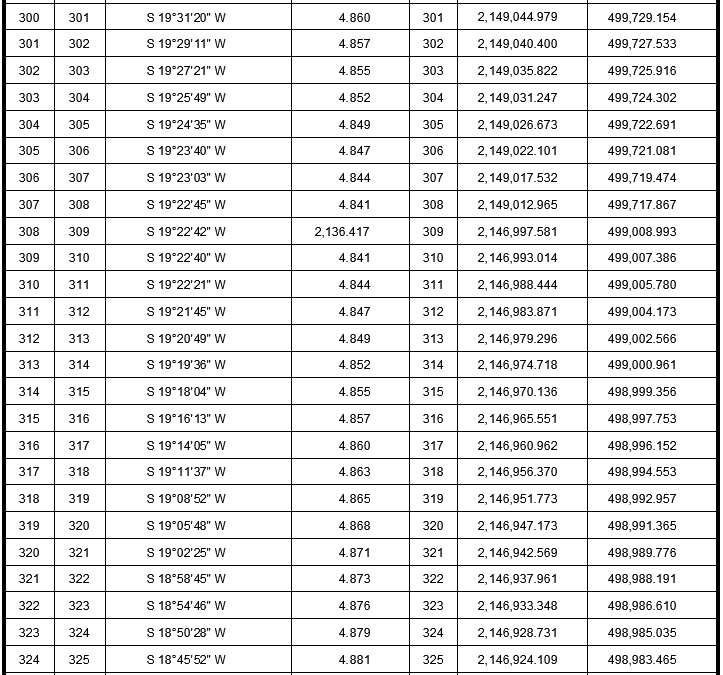 300 301 S 19°31'20" W 4.860 301 2,149,044.979 499,729.154
301 302 S 19°29'11" W 4.857 302 2,149,040.400 499,727.533
302 303 S 19°27'21" W 4.855 303 2,149,035.822 499,725.916
303 304 S 19°25'49" W 4.852 304 2,149,031.247 499,724.302
304 305 S 19°24'35" W 4.849 305 2,149,026.673 499,722.691
305 306 S 19°23'40" W 4.847 306 2,149,022.101 499,721.081
306 307 S 19°23'03" W 4.844 307 2,149,017.532 499,719.474
307 308 S 19°22'45" W 4.841 308 2,149,012.965 499,717.867
308 309 S 19°22'42" W 2,136.417 309 2,146,997.581 499,008.993
309 310 S 19°22'40" W 4.841 310 2,146,993.014 499,007.386
310 311 S 19°22'21" W 4.844 311 2,146,988.444 499,005.780
311 312 S 19°21'45" W 4.847 312 2,146,983.871 499,004.173
312 313 S 19°20'49" W 4.849 313 2,146,979.296 499,002.566
313 314 S 19°19'36" W 4.852 314 2,146,974.718 499,000.961
314 315 S 19°18'04" W 4.855 315 2,146,970.136 498,999.356
315 316 S 19°16'13" W 4.857 316 2,146,965.551 498,997.753
316 317 S 19°14'05" W 4.860 317 2,146,960.962 498,996.152
317 318 S 19°11'37" W 4.863 318 2,146,956.370 498,994.553
318 319 S 19°08'52" W 4.865 319 2,146,951.773 498,992.957
319 320 S 19°05'48" W 4.868 320 2,146,947.173 498,991.365
320 321 S 19°02'25" W 4.871 321 2,146,942.569 498,989.776
321 322 S 18°58'45" W 4.873 322 2,146,937.961 498,988.191
322 323 S 18°54'46" W 4.876 323 2,146,933.348 498,986.610
323 324 S 18°50'28" W 4.879 324 2,146,928.731 498,985.035
324 325 S 18°45'52" W 4.881 325 2,146,924.109 498,983.465